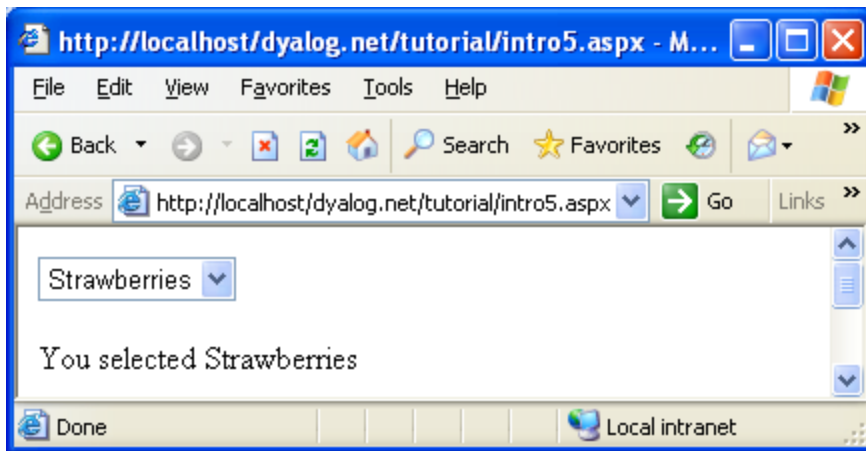 http://localhost/dyalog.net/tutorial/intro5.aspx - M...
File Edit View Favorites Tools Help
Back Search Favorites »
Address http://localhost/dyalog.net/tutorial/intro5.aspx Go Links »
Strawberries
You selected Strawberries
Done Local intranet